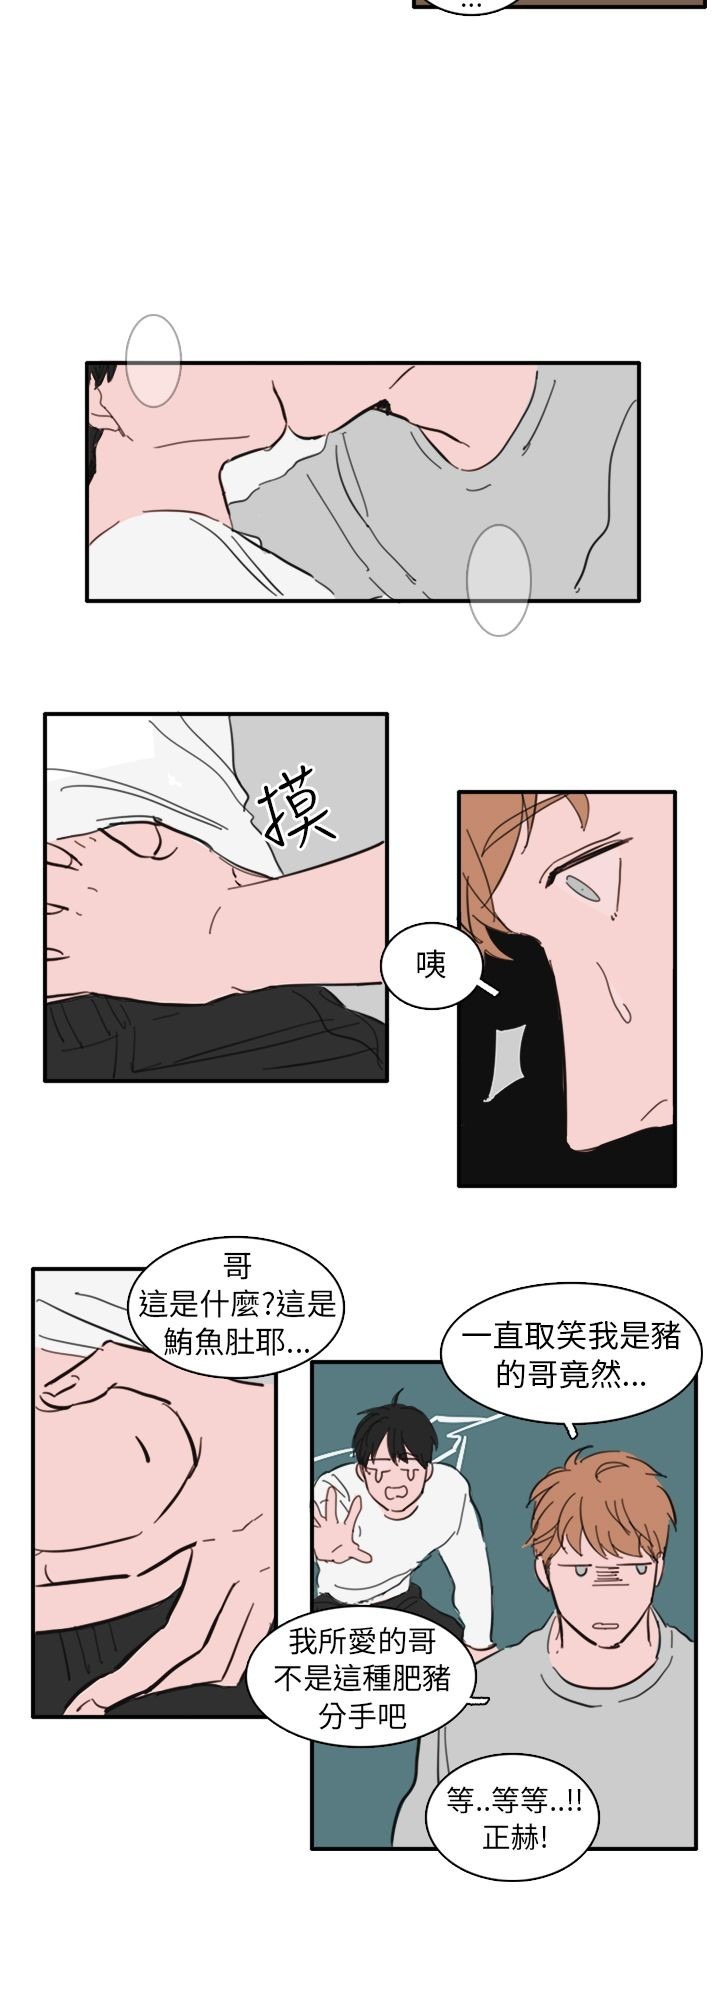 ...
摸
咦
哥
這是什麼?這是
鮪魚肚耶...
一直取笑我是豬
的哥竟然...
我所愛的哥
不是這種肥豬
分手吧
等..等等..!!
正赫!